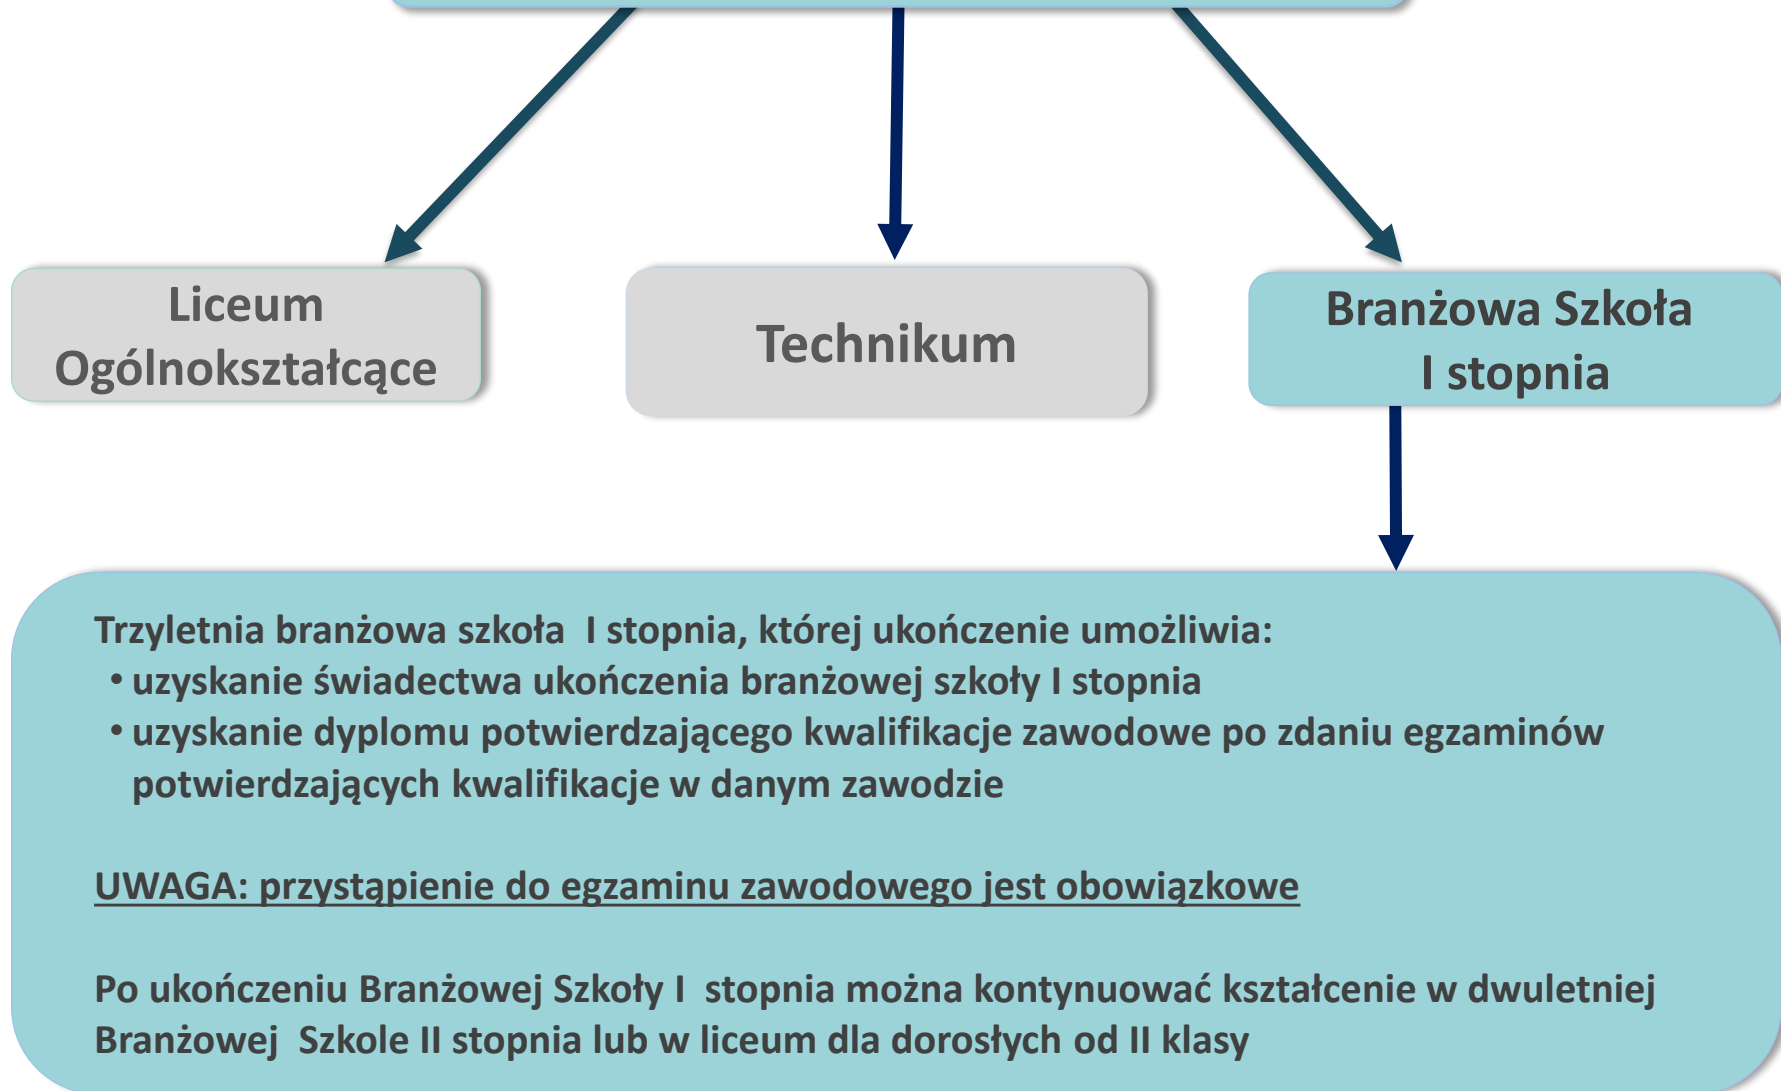 Liceum
Ogólnokształcące
Technikum
Branżowa Szkoła
I stopnia
Trzyletnia branżowa szkoła  I stopnia, której ukończenie umożliwia:
• uzyskanie świadectwa ukończenia branżowej szkoły I stopnia
• uzyskanie dyplomu potwierdzającego kwalifikacje zawodowe po zdaniu egzaminów
potwierdzających kwalifikacje w danym zawodzie
UWAGA: przystąpienie do egzaminu zawodowego jest obowiązkowe
Po ukończeniu Branżowej Szkoły I  stopnia można kontynuować kształcenie w dwuletniej
Branżowej  Szkole II stopnia lub w liceum dla dorosłych od II klasy